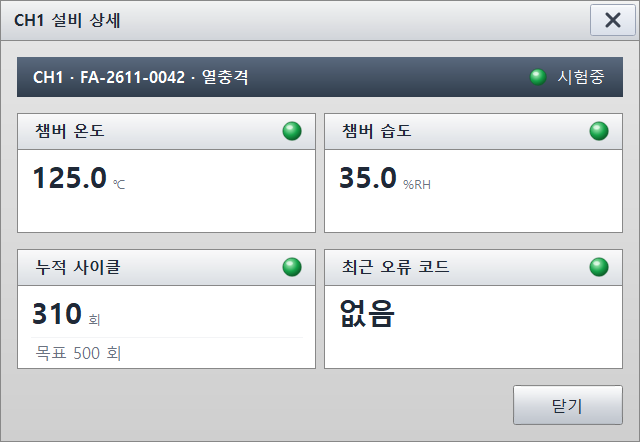 CH1 설비 상세
CH1 · FA-2611-0042 · 열충격
시험중
챔버 온도
125.0 ℃
챔버 습도
35.0 %RH
누적 사이클
310 회
목표 500 회
최근 오류 코드
없음
닫기